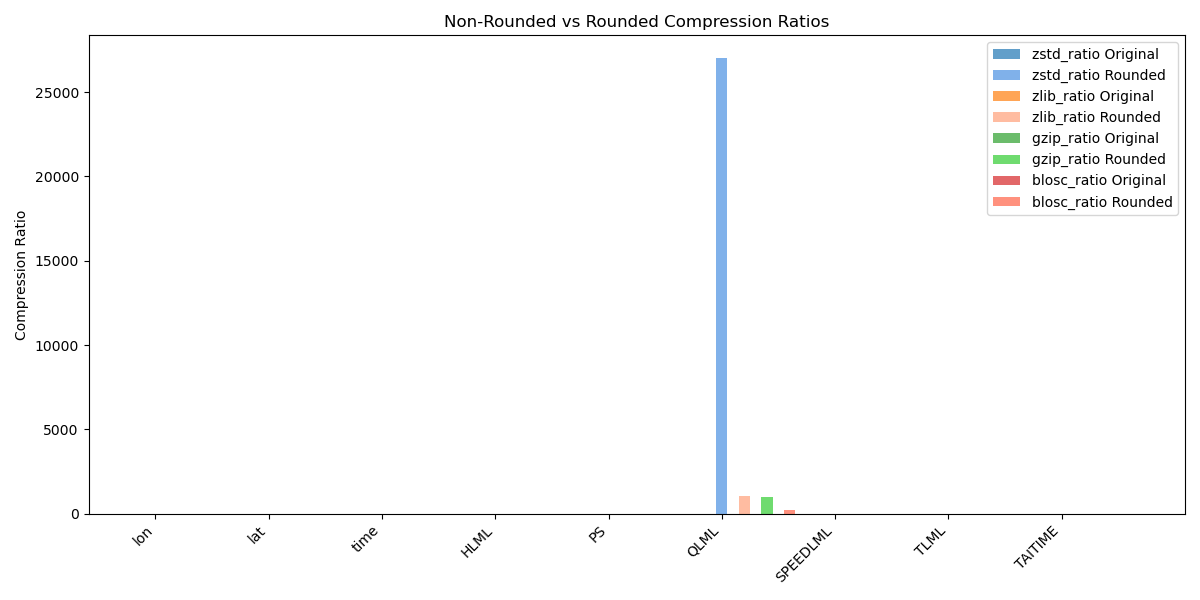 Non-Rounded vs Rounded Compression Ratios
Compression Ratio
25000
20000
15000
10000
5000
0
zstd_ratio Original
zstd_ratio Rounded
zlib_ratio Original
zlib_ratio Rounded
gzip_ratio Original
gzip_ratio Rounded
blosc_ratio Original
blosc_ratio Rounded
lon
lat
time
HLML
PS
QLML
SPEEDLML
TLML
TAITIME